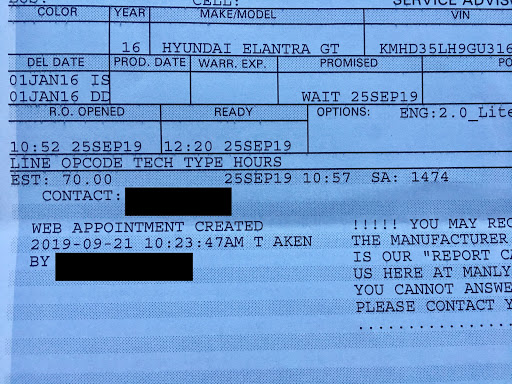 CELL:
SERVICE ADVIS
COLOR YEAR MAKE/MODEL VIN
16 HYUNDAI ELANTRA GT KMHD35LH9GU316
DEL DATE PROD. DATE WARR. EXP. PROMISED PO
01JAN16 IS
01JAN16 DD WAIT 25SEP19
R.O. OPENED READY OPTIONS: ENG:2.0_Lite
10:52 25SEP19 12:20 25SEP19
LINE OPCODE TECH TYPE HOURS
EST: 70.00 25SEP19 10:57 SA: 1474
CONTACT:
WEB APPOINTMENT CREATED !!!!! YOU MAY REC
2019-09-21 10:23:47AM T AKEN THE MANUFACTURER
BY IS OUR "REPORT CA
US HERE AT MANLY
YOU CANNOT ANSWE
PLEASE CONTACT Y